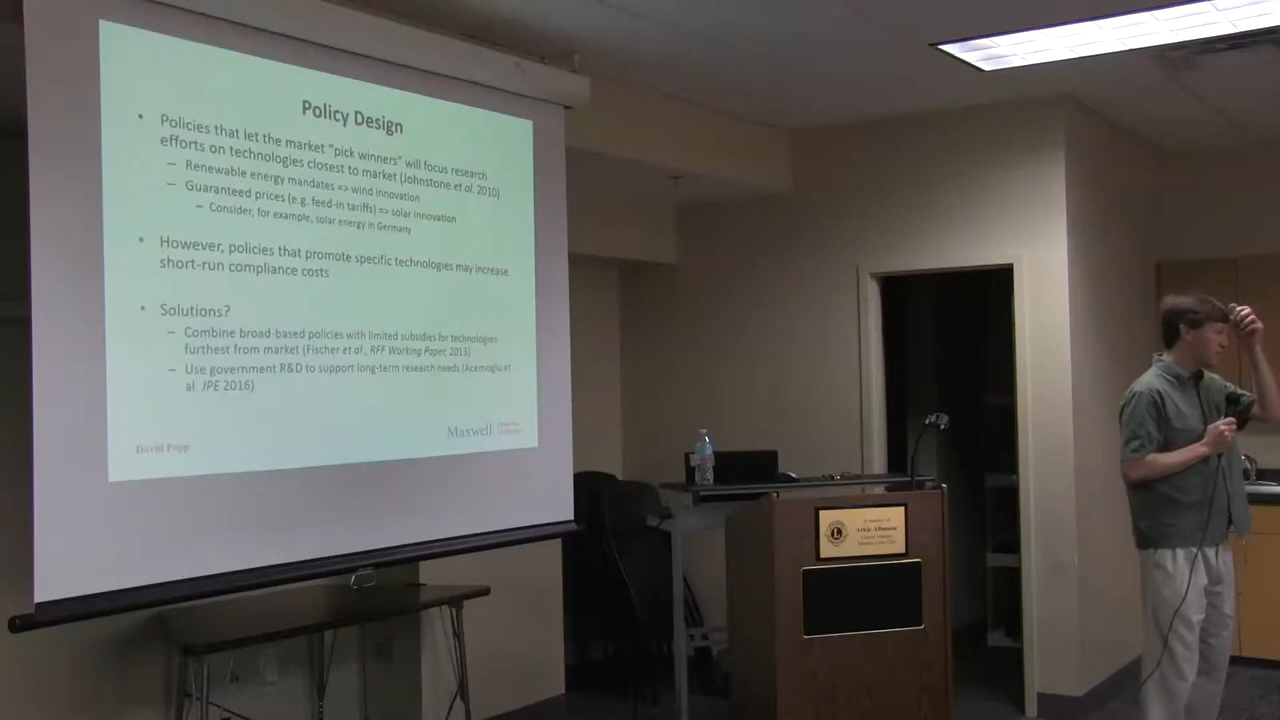 Policy Design
• Policies that let the market “pick winners” will focus research
efforts on technologies closest to market (Johnstone et al. 2010)
– Renewable energy mandates => wind innovation
– Guaranteed prices (e.g. feed-in tariffs) => solar innovation
– Consider, for example, solar energy in Germany
• However, policies that promote specific technologies may increase
short-run compliance costs
• Solutions?
– Combine broad-based policies with limited subsidies for technologies
furthest from market (Fischer et al., RFF Working Paper, 2013)
– Use government R&D to support long-term research needs (Acemoglu et
al. JPE 2016)
David Popp
Maxwell
L